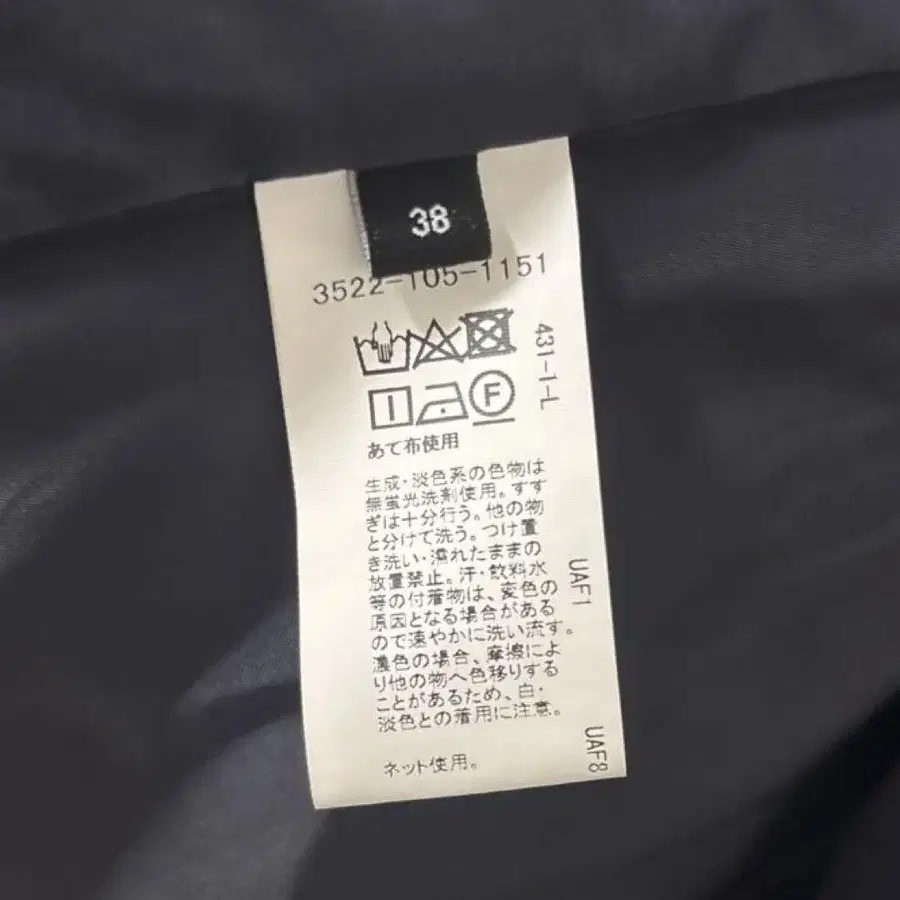 38
3522-105-1151
431-1-L
F
あて布使用
生成・淡色系の色物は
無蛍光洗剤使用。すす
ぎは十分行う。他の物
と分けて洗う。つけ置
き洗い・濡れたままの
放置禁止。汗・飲料水
等の付着物は、変色の
原因となる場合がある
ので速やかに洗い流す。
濃色の場合、摩擦によ
り他の物へ色移りする
ことがあるため、白・
淡色との着用に注意。
ネット使用。
UAF1
UAF8